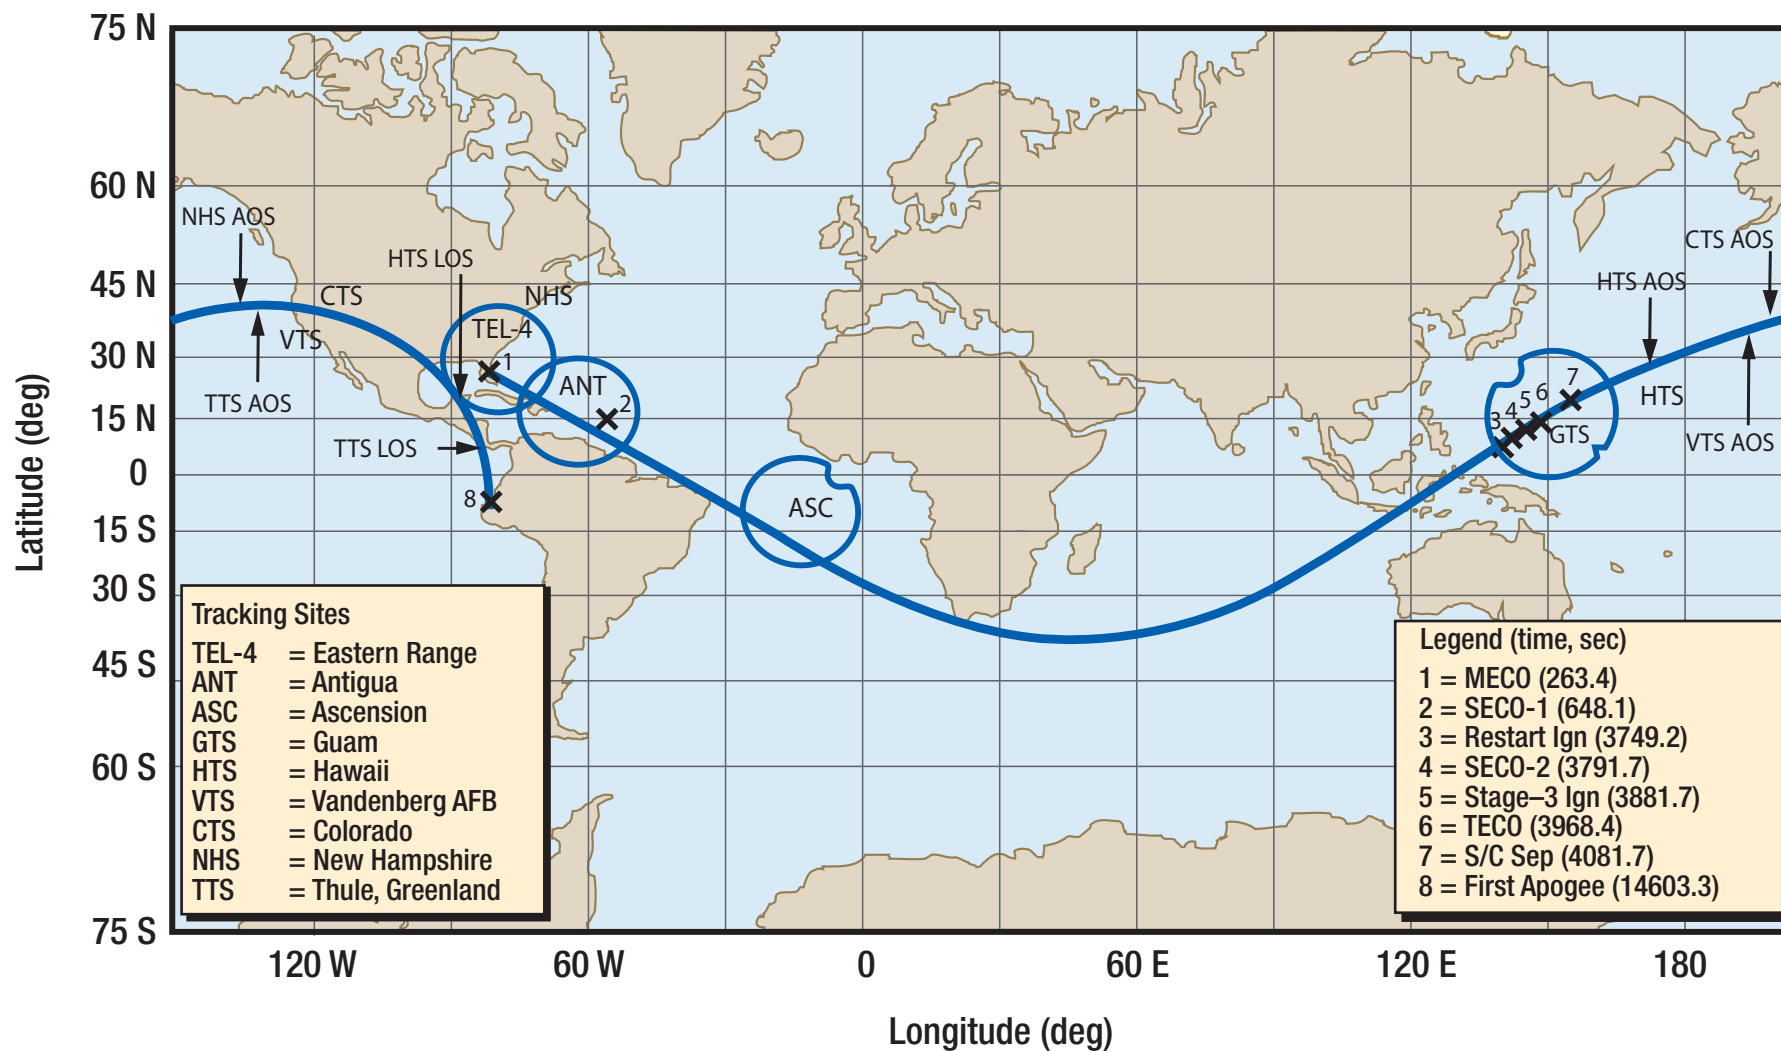 75 N
60 N
45 N
30 N
15 N
0
15 S
30 S
45 S
60 S
75 S
Latitude (deg)
120 W
60 W
0
60 E
120 E
180
Longitude (deg)
NHS AOS
HTS LOS
CTS
NHS
VTS
TEL-4
1
TTS AOS
ANT
2
TTS LOS
8
ASC
CTS AOS
HTS AOS
7
6
5
4
3
HTS
GTS
VTS AOS
Tracking Sites
TEL-4 = Eastern Range
ANT = Antigua
ASC = Ascension
GTS = Guam
HTS = Hawaii
VTS = Vandenberg AFB
CTS = Colorado
NHS = New Hampshire
TTS = Thule, Greenland
Legend (time, sec)
1 = MECO (263.4)
2 = SECO-1 (648.1)
3 = Restart Ign (3749.2)
4 = SECO-2 (3791.7)
5 = Stage–3 Ign (3881.7)
6 = TECO (3968.4)
7 = S/C Sep (4081.7)
8 = First Apogee (14603.3)